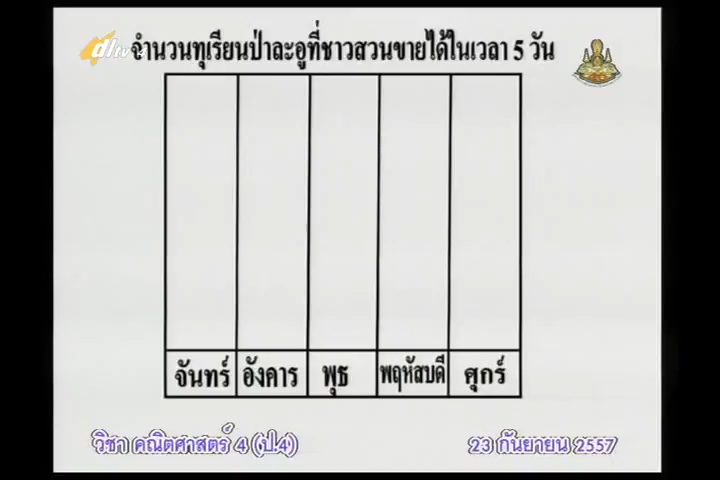 dltv 4
จำนวนทุเรียนป่าละอูที่ชาวสวนขายได้ในเวลา 5 วัน
จันทร์ อังคาร พุธ พฤหัสบดี ศุกร์
วิชา คณิตศาสตร์ 4 (ป.4) 23 กันยายน 2557